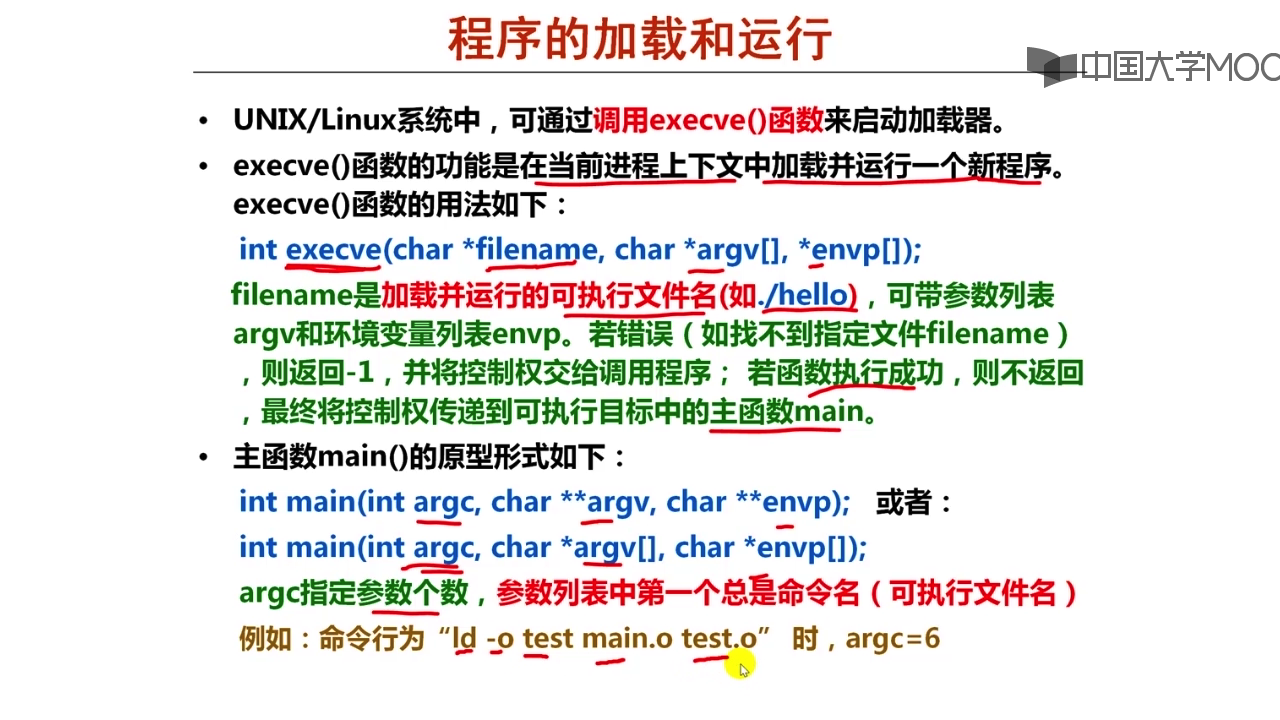 程序的加载和运行
中国大学MOO
• UNIX/Linux系统中，可通过调用execve()函数来启动加载器。
• execve()函数的功能是在当前进程上下文中加载并运行一个新程序。
execve()函数的用法如下：
int execve(char *filename, char *argv[], *envp[]);
filename是加载并运行的可执行文件名(如./hello)，可带参数列表
argv和环境变量列表envp。若错误（如找不到指定文件filename）
，则返回-1，并将控制权交给调用程序； 若函数执行成功，则不返回
，最终将控制权传递到可执行目标中的主函数main。
• 主函数main()的原型形式如下：
int main(int argc, char **argv, char **envp); 或者：
int main(int argc, char *argv[], char *envp[]);
argc指定参数个数，参数列表中第一个总是命令名（可执行文件名）
例如：命令行为“ld -o test main.o test.o” 时，argc=6